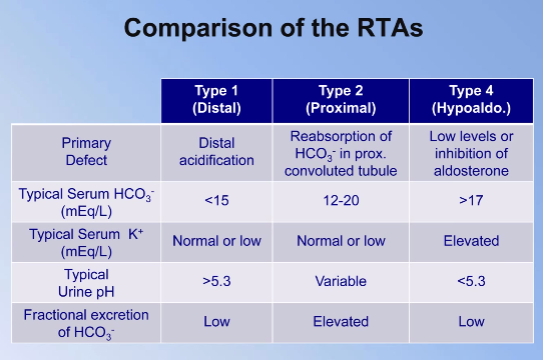 Comparison of the RTAs
Type 1
(Distal)
Type 2
(Proximal)
Type 4
(Hypoaldo.)
Primary
Defect
Distal
acidification
Reabsorption of
HCO₃⁻ in prox.
convoluted tubule
Low levels or
inhibition of
aldosterone
Typical Serum HCO₃⁻
(mEq/L)
<15
12-20
>17
Typical Serum K⁺
(mEq/L)
Normal or low
Normal or low
Elevated
Typical
Urine pH
>5.3
Variable
<5.3
Fractional excretion
of HCO₃⁻
Low
Elevated
Low